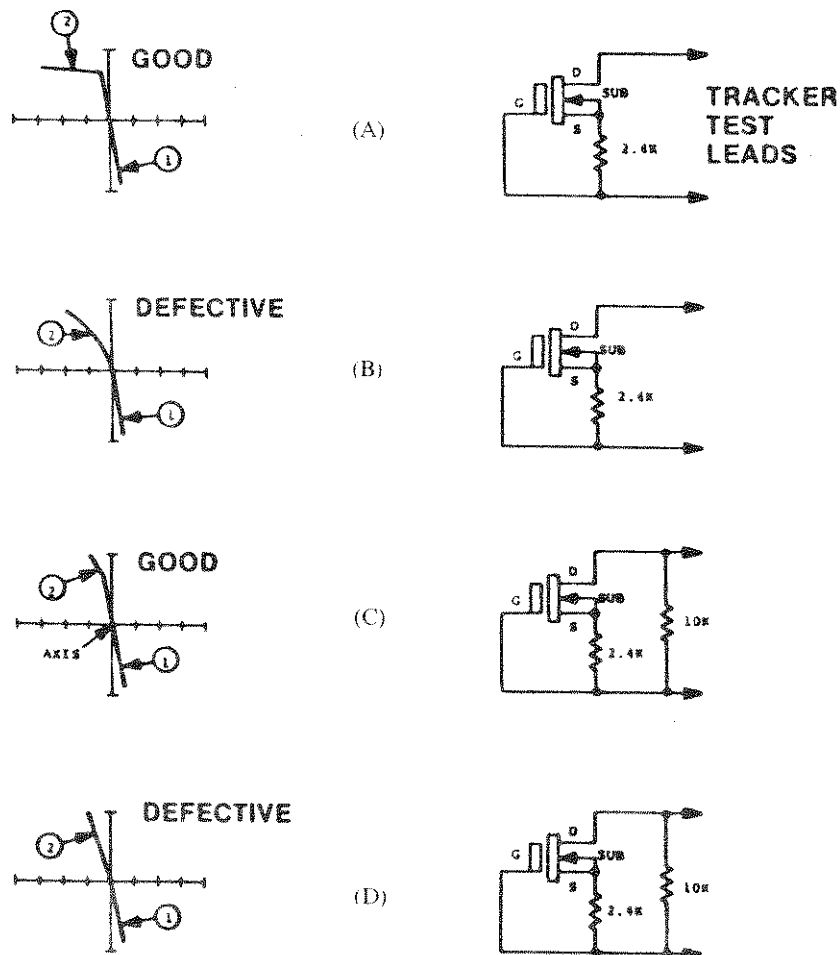 2
GOOD
1
(A)
D
G
SUB
S
2.4K
TRACKER
TEST
LEADS
DEFECTIVE
2
1
(B)
D
G
SUB
S
2.4K
GOOD
2
AXIS
1
(C)
D
G
SUB
S
2.4K
10K
DEFECTIVE
2
1
(D)
D
G
SUB
S
2.4K
10K